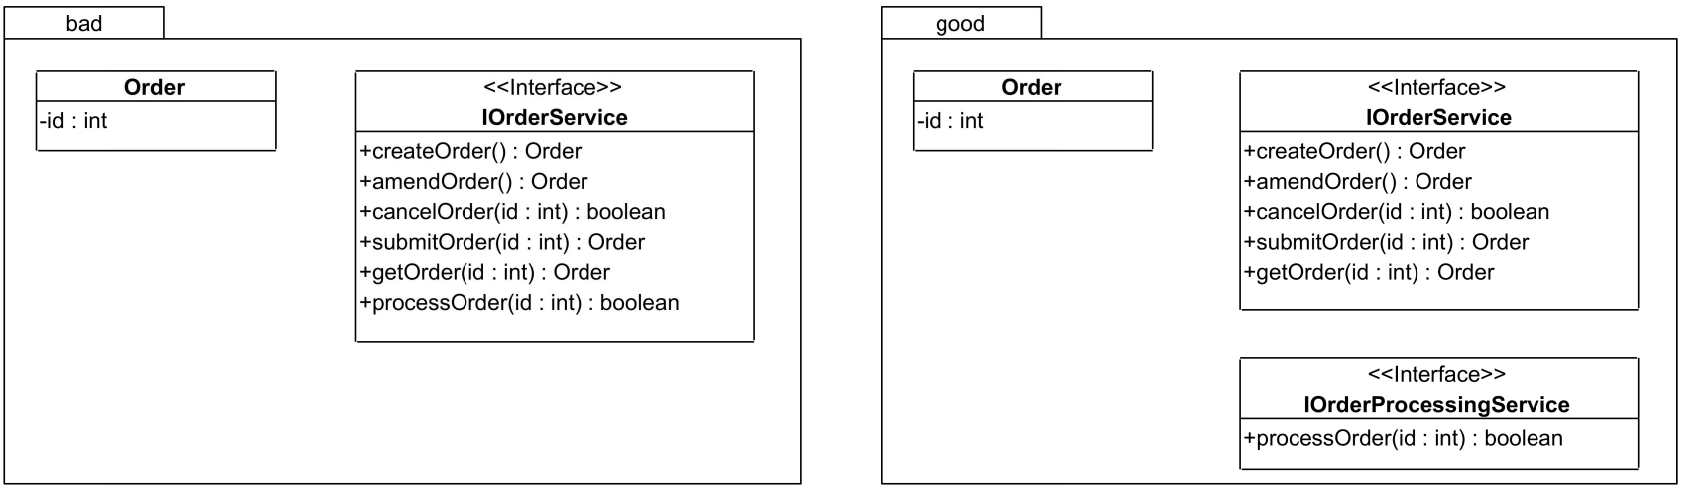 bad
Order
-id : int
<<Interface>>
IOrderService
+createOrder() : Order
+amendOrder() : Order
+cancelOrder(id : int) : boolean
+submitOrder(id : int) : Order
+getOrder(id : int) : Order
+processOrder(id : int) : boolean
good
Order
-id : int
<<Interface>>
IOrderService
+createOrder() : Order
+amendOrder() : Order
+cancelOrder(id : int) : boolean
+submitOrder(id : int) : Order
+getOrder(id : int) : Order
<<Interface>>
IOrderProcessingService
+processOrder(id : int) : boolean